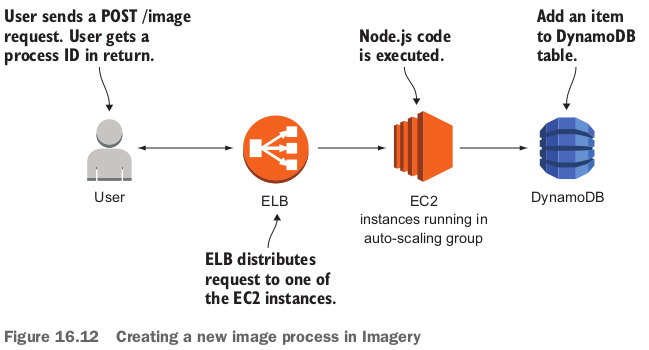 User sends a POST /image
request. User gets a
process ID in return.
Node.js code
is executed.
Add an item
to DynamoDB
table.
User
ELB
EC2
instances running in
auto-scaling group
DynamoDB
ELB distributes
request to one of
the EC2 instances.
Figure 16.12 Creating a new image process in Imagery